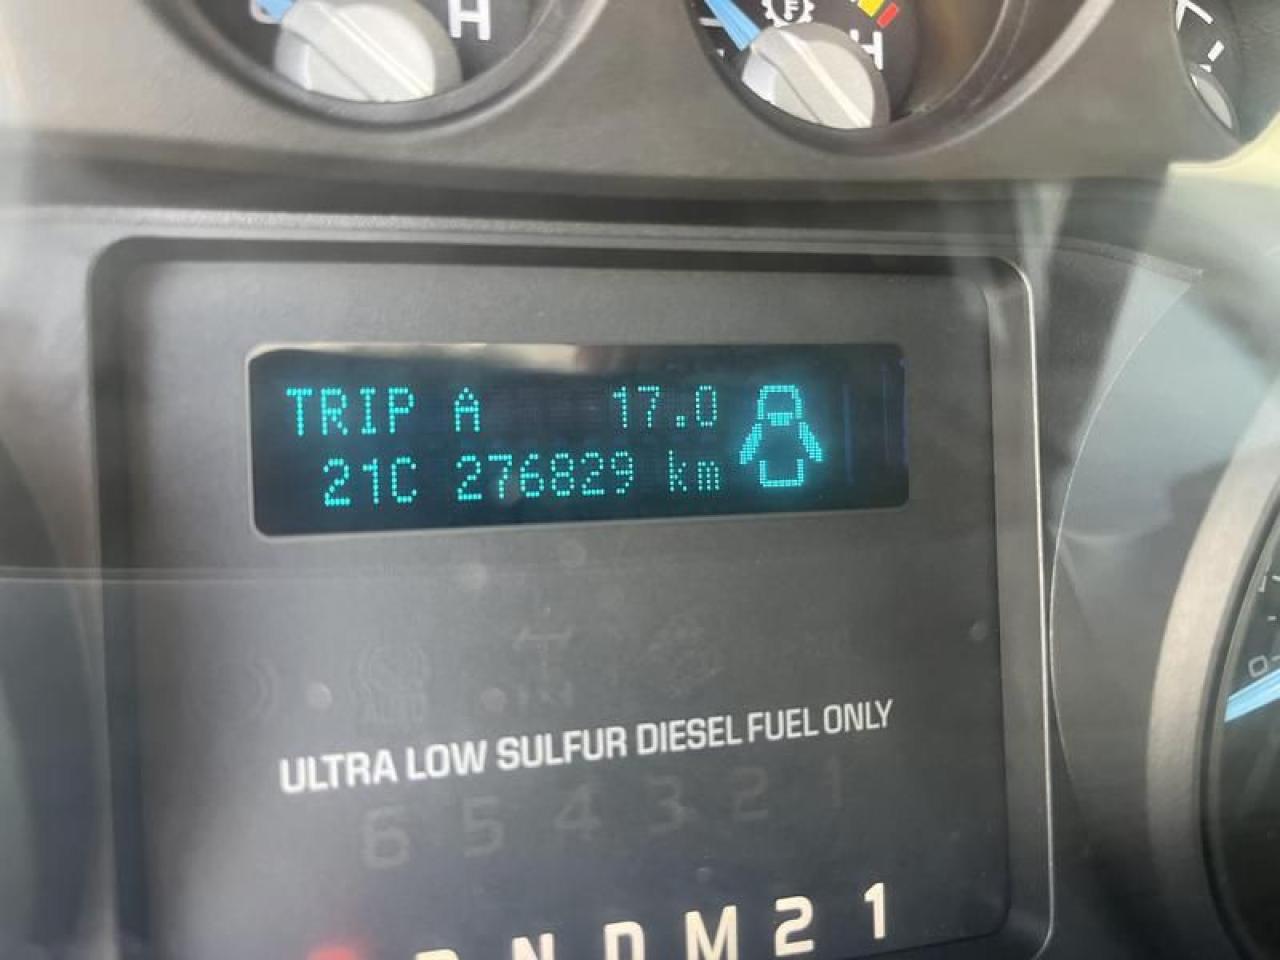 H
F
H
TRIP A 17.0
21C 276829 km
0
ULTRA LOW SULFUR DIESEL FUEL ONLY
6 5 4 3 2 1
N D M 2 1